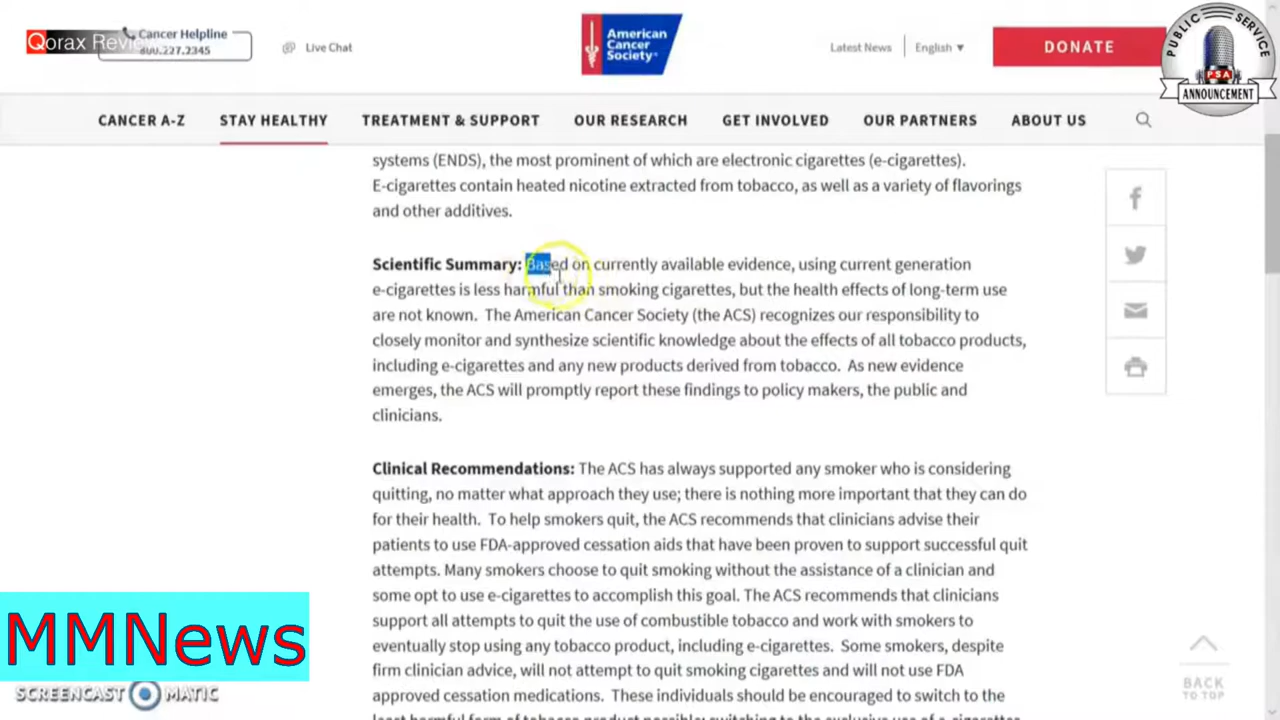 Qorax Revie
Cancer Helpline
800.227.2345
Live Chat
American
Cancer
Society
Latest News
English
DONATE
PUBLIC SERVICE
PSA
ANNOUNCEMENT
CANCER A-Z
STAY HEALTHY
TREATMENT & SUPPORT
OUR RESEARCH
GET INVOLVED
OUR PARTNERS
ABOUT US
systems (ENDS), the most prominent of which are electronic cigarettes (e-cigarettes).
E-cigarettes contain heated nicotine extracted from tobacco, as well as a variety of flavorings
and other additives.
Scientific Summary: Based on currently available evidence, using current generation
e-cigarettes is less harmful than smoking cigarettes, but the health effects of long-term use
are not known. The American Cancer Society (the ACS) recognizes our responsibility to
closely monitor and synthesize scientific knowledge about the effects of all tobacco products,
including e-cigarettes and any new products derived from tobacco. As new evidence
emerges, the ACS will promptly report these findings to policy makers, the public and
clinicians.
Clinical Recommendations: The ACS has always supported any smoker who is considering
quitting, no matter what approach they use; there is nothing more important that they can do
for their health. To help smokers quit, the ACS recommends that clinicians advise their
patients to use FDA-approved cessation aids that have been proven to support successful quit
attempts. Many smokers choose to quit smoking without the assistance of a clinician and
some opt to use e-cigarettes to accomplish this goal. The ACS recommends that clinicians
support all attempts to quit the use of combustible tobacco and work with smokers to
eventually stop using any tobacco product, including e-cigarettes. Some smokers, despite
firm clinician advice, will not attempt to quit smoking cigarettes and will not use FDA
approved cessation medications. These individuals should be encouraged to switch to the
BACK
TO TOP
MMNews
SCREENCAST MATIC